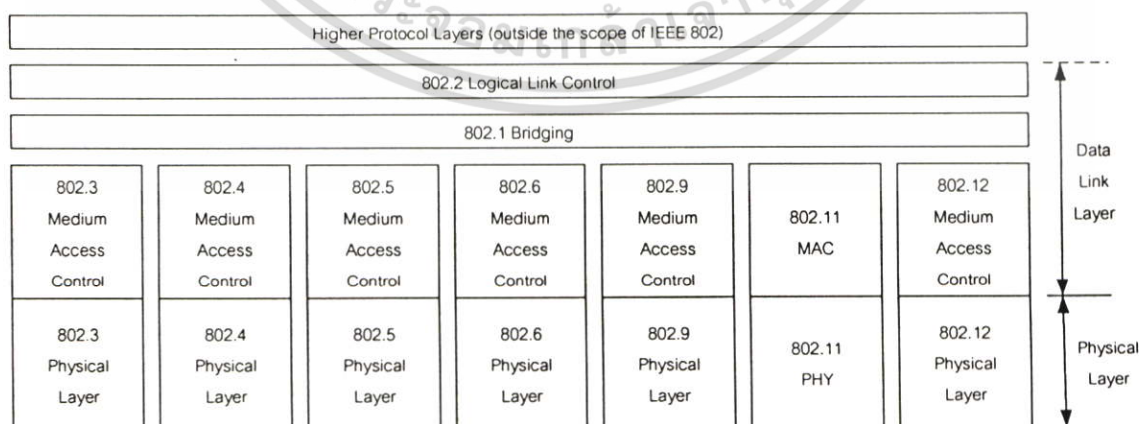 Higher Protocol Layers (outside the scope of IEEE 802)
802.2 Logical Link Control
802.1 Bridging
802.3
Medium
Access
Control
802.4
Medium
Access
Control
802.5
Medium
Access
Control
802.6
Medium
Access
Control
802.9
Medium
Access
Control
802.11
MAC
802.12
Medium
Access
Control
Data
Link
Layer
802.3
Physical
Layer
802.4
Physical
Layer
802.5
Physical
Layer
802.6
Physical
Layer
802.9
Physical
Layer
802.11
PHY
802.12
Physical
Layer
Physical
Layer